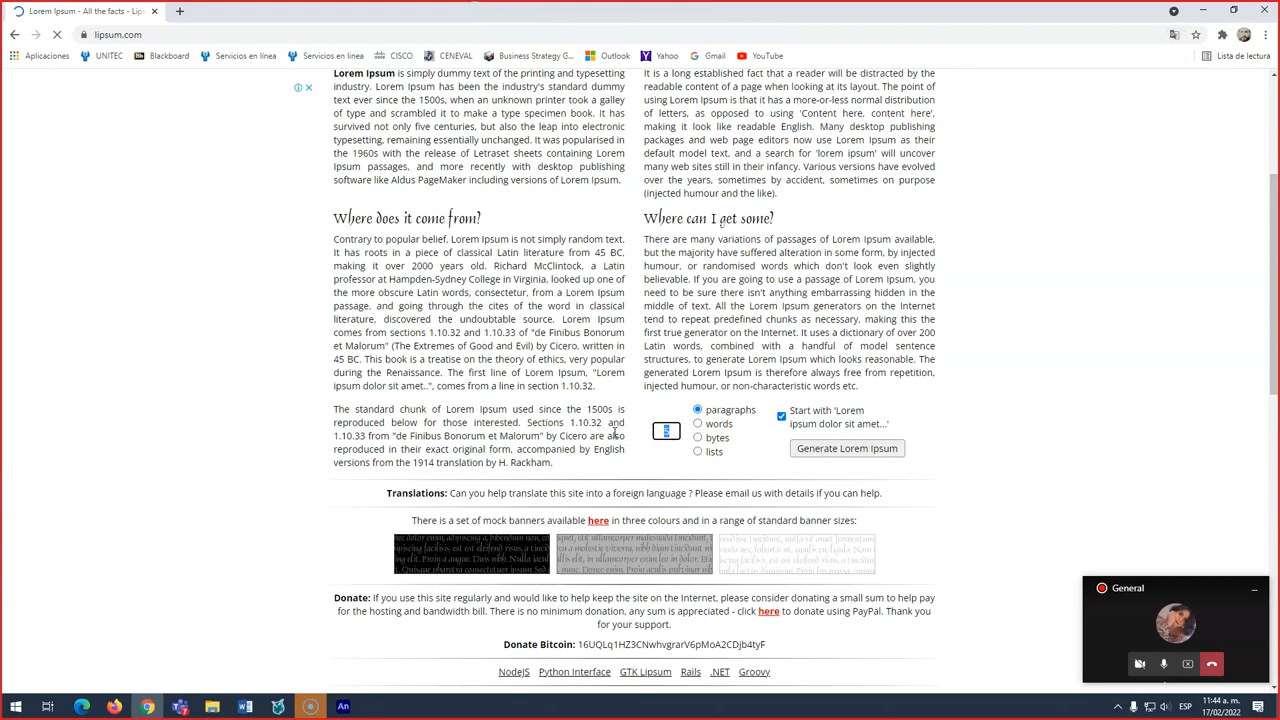 Lorem Ipsum - All the facts - Lip
lipsum.com
Aplicaciones
UNITEC
Blackboard
Servicios en línea
Servicios en linea
CISCO
CENEVAL
Business Strategy G...
Outlook
Yahoo
Gmail
YouTube
Lista de lectura
Lorem Ipsum is simply dummy text of the printing and typesetting
industry. Lorem Ipsum has been the industry's standard dummy
text ever since the 1500s, when an unknown printer took a galley
of type and scrambled it to make a type specimen book. It has
survived not only five centuries, but also the leap into electronic
typesetting, remaining essentially unchanged. It was popularised in
the 1960s with the release of Letraset sheets containing Lorem
Ipsum passages, and more recently with desktop publishing
software like Aldus PageMaker including versions of Lorem Ipsum.
It is a long established fact that a reader will be distracted by the
readable content of a page when looking at its layout. The point of
using Lorem Ipsum is that it has a more-or-less normal distribution
of letters, as opposed to using 'Content here, content here',
making it look like readable English. Many desktop publishing
packages and web page editors now use Lorem Ipsum as their
default model text, and a search for 'lorem ipsum' will uncover
many web sites still in their infancy. Various versions have evolved
over the years, sometimes by accident, sometimes on purpose
(injected humour and the like).
Where does it come from?
Contrary to popular belief, Lorem Ipsum is not simply random text.
It has roots in a piece of classical Latin literature from 45 BC,
making it over 2000 years old. Richard McClintock, a Latin
professor at Hampden-Sydney College in Virginia, looked up one of
the more obscure Latin words, consectetur, from a Lorem Ipsum
passage, and going through the cites of the word in classical
literature, discovered the undoubtable source. Lorem Ipsum
comes from sections 1.10.32 and 1.10.33 of "de Finibus Bonorum
et Malorum" (The Extremes of Good and Evil) by Cicero, written in
45 BC. This book is a treatise on the theory of ethics, very popular
during the Renaissance. The first line of Lorem Ipsum, "Lorem
ipsum dolor sit amet..", comes from a line in section 1.10.32.
The standard chunk of Lorem Ipsum used since the 1500s is
reproduced below for those interested. Sections 1.10.32 and
1.10.33 from "de Finibus Bonorum et Malorum" by Cicero are also
reproduced in their exact original form, accompanied by English
versions from the 1914 translation by H. Rackham.
Where can I get some?
There are many variations of passages of Lorem Ipsum available,
but the majority have suffered alteration in some form, by injected
humour, or randomised words which don't look even slightly
believable. If you are going to use a passage of Lorem Ipsum, you
need to be sure there isn't anything embarrassing hidden in the
middle of text. All the Lorem Ipsum generators on the Internet
tend to repeat predefined chunks as necessary, making this the
first true generator on the Internet. It uses a dictionary of over 200
Latin words, combined with a handful of model sentence
structures, to generate Lorem Ipsum which looks reasonable. The
generated Lorem Ipsum is therefore always free from repetition,
injected humour, or non-characteristic words etc.
5
paragraphs
words
bytes
lists
Start with 'Lorem
ipsum dolor sit amet...'
Generate Lorem Ipsum
Translations: Can you help translate this site into a foreign language ? Please email us with details if you can help.
There is a set of mock banners available here in three colours and in a range of standard banner sizes:
Donate: If you use this site regularly and would like to help keep the site on the Internet, please consider donating a small sum to help pay
for the hosting and bandwidth bill. There is no minimum donation, any sum is appreciated - click here to donate using PayPal. Thank you
for your support.
Donate Bitcoin: 16UQLq1HZ3CNwhvgrarV6pMoA2CDjb4tyF
NodeJS
Python Interface
GTK Lipsum
Rails
.NET
Groovy
General
An
ESP
11:44 a. m.
17/02/2022